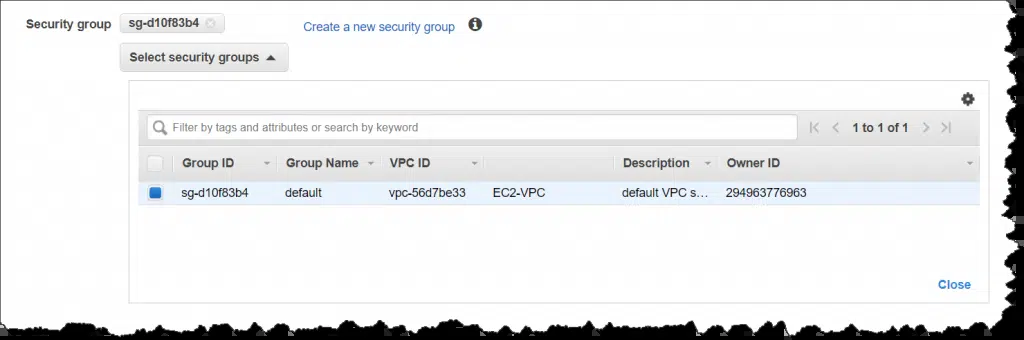 Security group sg-d10f83b4 Create a new security group
Select security groups
Filter by tags and attributes or search by keyword 1 to 1 of 1
Group ID Group Name VPC ID Description Owner ID
sg-d10f83b4 default vpc-56d7be33 EC2-VPC default VPC s... 294963776963
Close